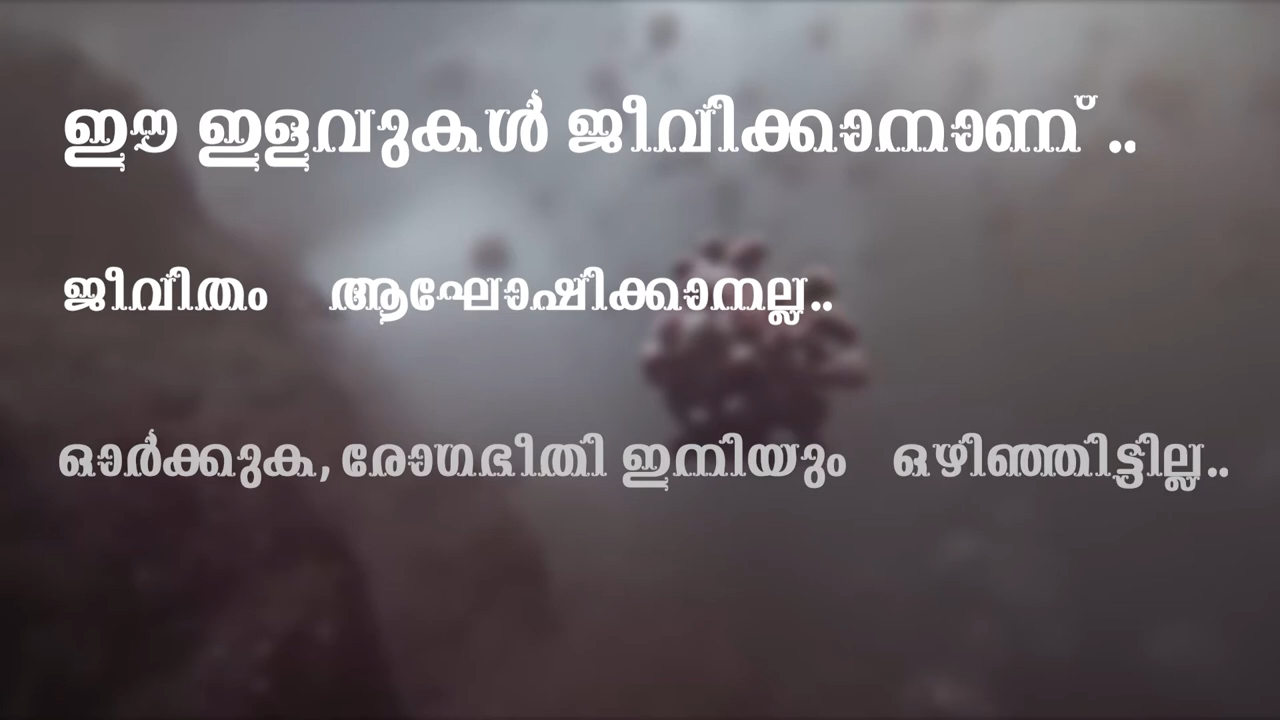 ഈ ഇളവുകൾ ജീവിക്കാനാണ് ..
ജീവിതം ആഘോഷിക്കാനല്ല..
ഓർക്കുക, രോഗഭീതി ഇനിയും ഒഴിഞ്ഞിട്ടില്ല..